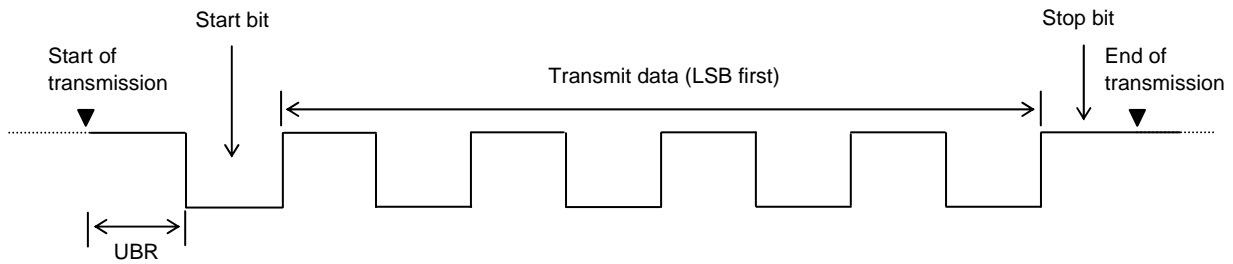 Start bit
Stop bit
Start of
transmission
Transmit data (LSB first)
End of
transmission
UBR